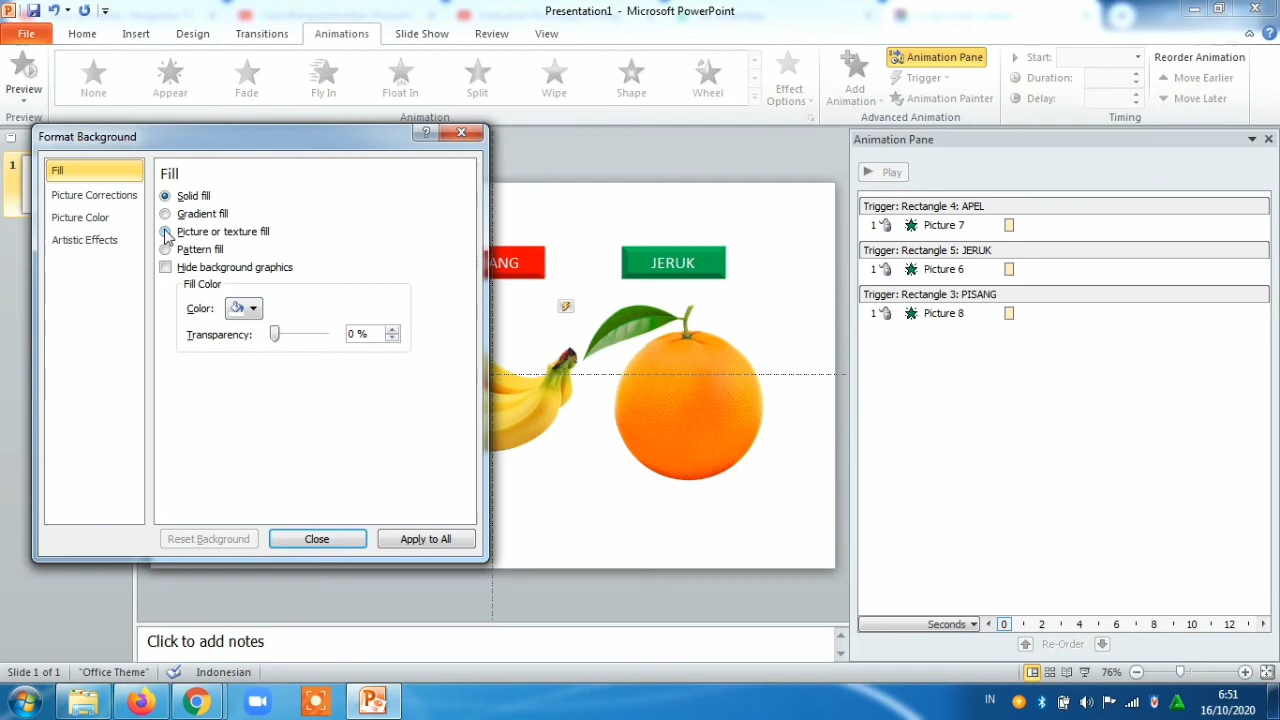 Presentation1 - Microsoft PowerPoint
File
Home
Insert
Design
Transitions
Animations
Slide Show
Review
View
Preview
None
Appear
Fade
Fly In
Float In
Split
Wipe
Shape
Wheel
Effect
Options
Add
Animation
Animation Pane
Trigger
Animation Painter
Start:
Duration:
Delay:
Reorder Animation
Move Earlier
Move Later
Preview
Animation
Advanced Animation
Timing
Format Background
Fill
Picture Corrections
Picture Color
Artistic Effects
Fill
Solid fill
Gradient fill
Picture or texture fill
Pattern fill
Hide background graphics
Fill Color
Color:
Transparency:
0 %
Reset Background
Close
Apply to All
1
ANG
JERUK
Animation Pane
Play
Trigger: Rectangle 4: APEL
1 Picture 7
Trigger: Rectangle 5: JERUK
1 Picture 6
Trigger: Rectangle 3: PISANG
1 Picture 8
Seconds 0 2 4 6 8 10 12
Re-Order
Click to add notes
Slide 1 of 1
"Office Theme"
Indonesian
76%
IN
6:51
16/10/2020